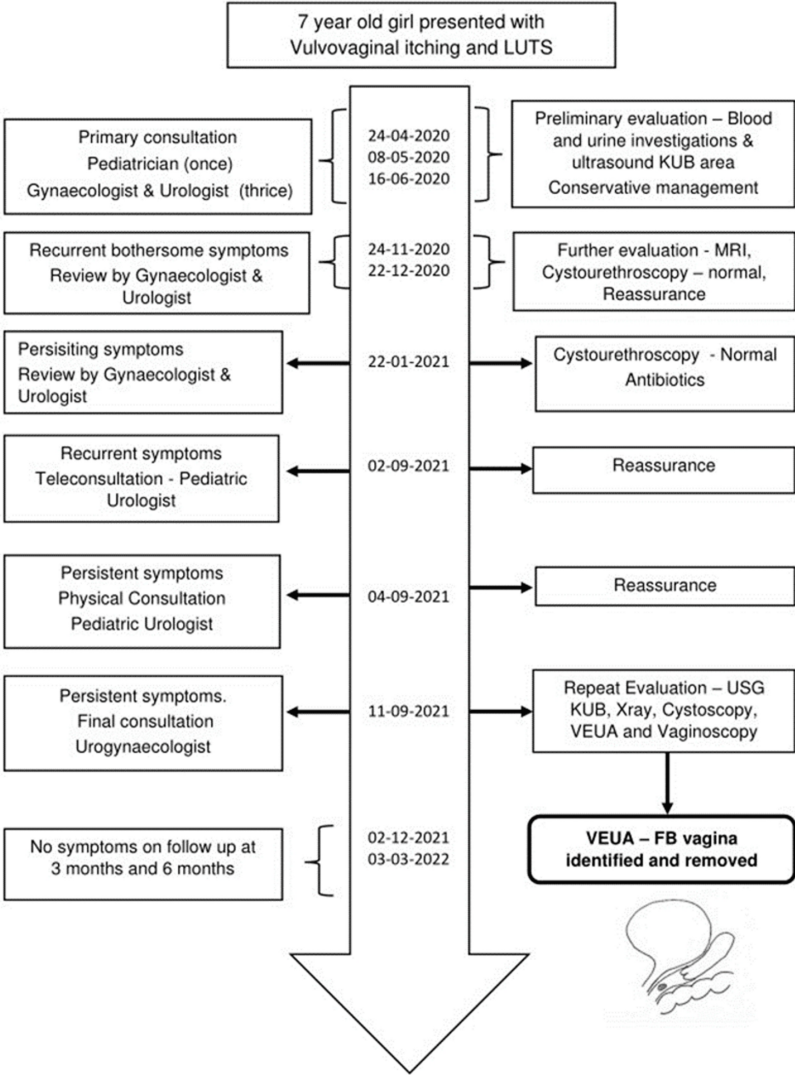 7 year old girl presented with
Vulvovaginal itching and LUTS
Primary consultation
Pediatrician (once)
Gynaecologist & Urologist (thrice)
24-04-2020
08-05-2020
16-06-2020
Preliminary evaluation – Blood
and urine investigations &
ultrasound KUB area
Conservative management
Recurrent bothersome symptoms
Review by Gynaecologist &
Urologist
24-11-2020
22-12-2020
Further evaluation - MRI,
Cystourethroscopy – normal,
Reassurance
Persisiting symptoms
Review by Gynaecologist &
Urologist
22-01-2021
Cystourethroscopy - Normal
Antibiotics
Recurrent symptoms
Teleconsultation - Pediatric
Urologist
02-09-2021
Reassurance
Persistent symptoms
Physical Consultation
Pediatric Urologist
04-09-2021
Reassurance
Persistent symptoms.
Final consultation
Urogynaecologist
11-09-2021
Repeat Evaluation – USG
KUB, Xray, Cystoscopy,
VEUA and Vaginoscopy
No symptoms on follow up at
3 months and 6 months
02-12-2021
03-03-2022
VEUA – FB vagina
identified and removed